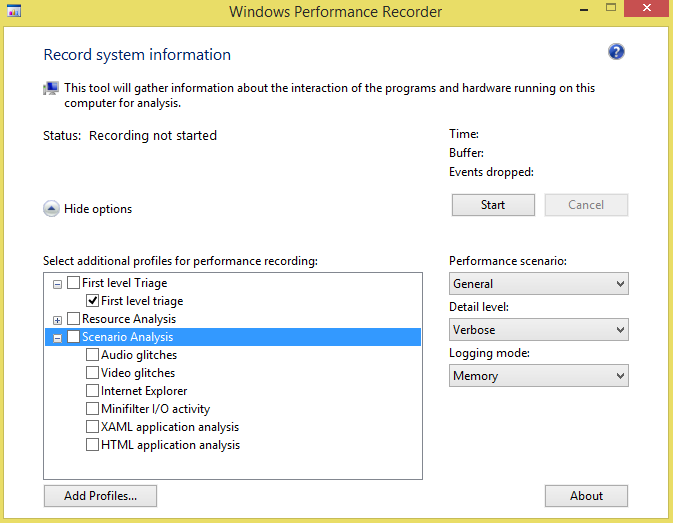 Windows Performance Recorder
Record system information
This tool will gather information about the interaction of the programs and hardware running on this
computer for analysis.
Status: Recording not started
Time:
Buffer:
Events dropped:
Start
Cancel
Hide options
Select additional profiles for performance recording:
First level Triage
First level triage
Resource Analysis
Scenario Analysis
Audio glitches
Video glitches
Internet Explorer
Minifilter I/O activity
XAML application analysis
HTML application analysis
Performance scenario:
General
Detail level:
Verbose
Logging mode:
Memory
Add Profiles...
About